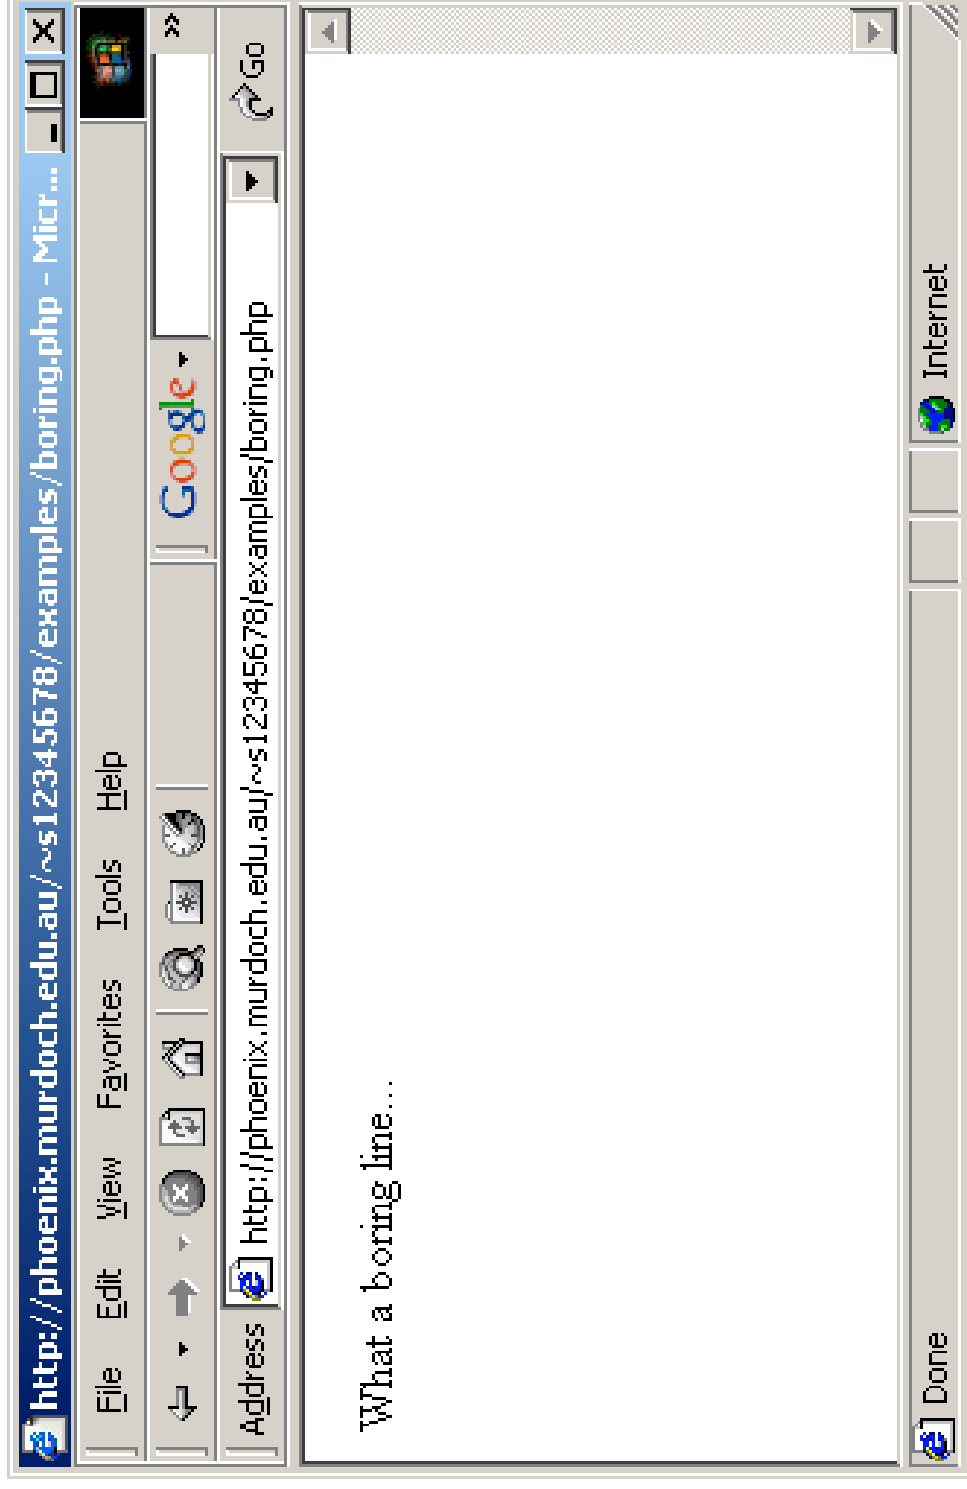 http://phoenix.murdoch.edu.au/~s12345678/examples/boring.php - Micr...
File Edit View Favorites Tools Help
Google
Address http://phoenix.murdoch.edu.au/~s12345678/examples/boring.php Go
What a boring line...
Done Internet